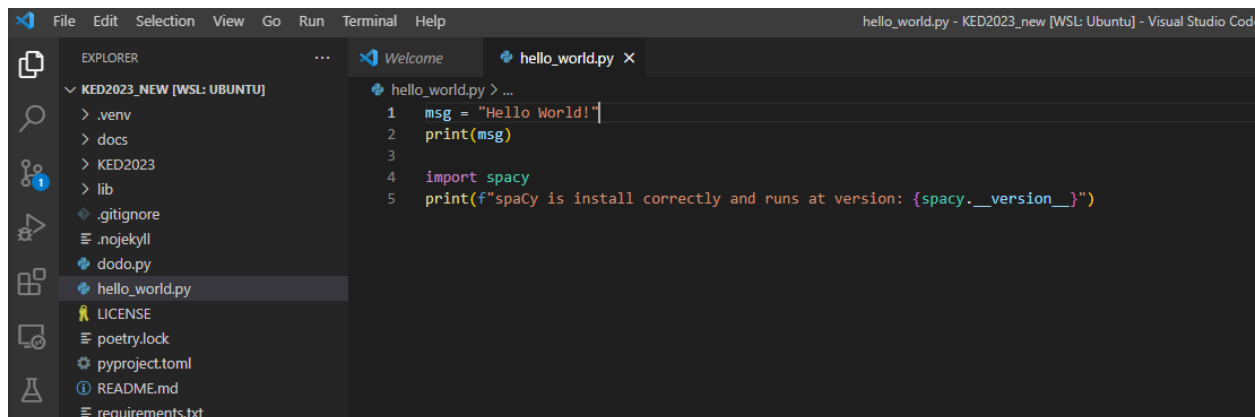 File Edit Selection View Go Run Terminal Help
hello_world.py - KED2023_new [WSL: Ubuntu] - Visual Studio Code
EXPLORER
Welcome
hello_world.py
KED2023_NEW [WSL: UBUNTU]
.venv
docs
KED2023
lib
.gitignore
.nojekyll
dodo.py
hello_world.py
LICENSE
poetry.lock
pyproject.toml
README.md
requirements.txt
1
hello_world.py > ...
1 msg = "Hello World!"
2 print(msg)
3
4 import spacy
5 print(f"spaCy is install correctly and runs at version: {spacy.__version__}")